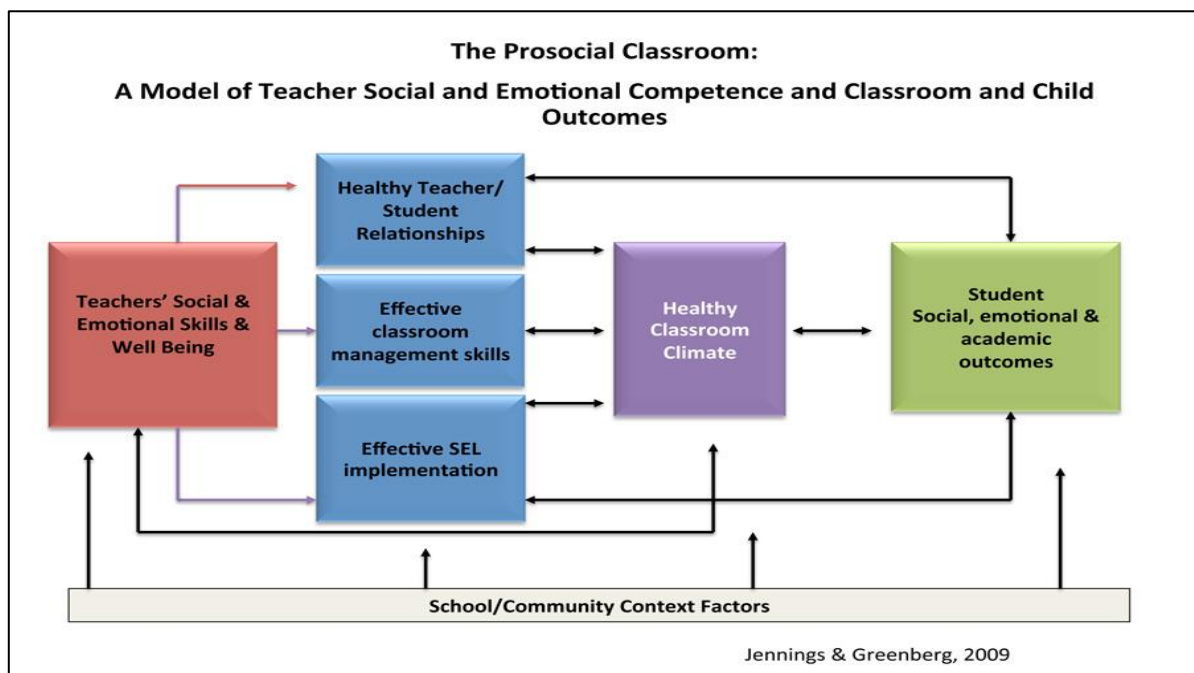 The Prosocial Classroom:
A Model of Teacher Social and Emotional Competence and Classroom and Child
Outcomes
Healthy Teacher/
Student
Relationships
Teachers’ Social &
Emotional Skills &
Well Being
Effective
classroom
management skills
Effective SEL
implementation
Healthy
Classroom
Climate
Student
Social, emotional &
academic
outcomes
School/Community Context Factors
Jennings & Greenberg, 2009